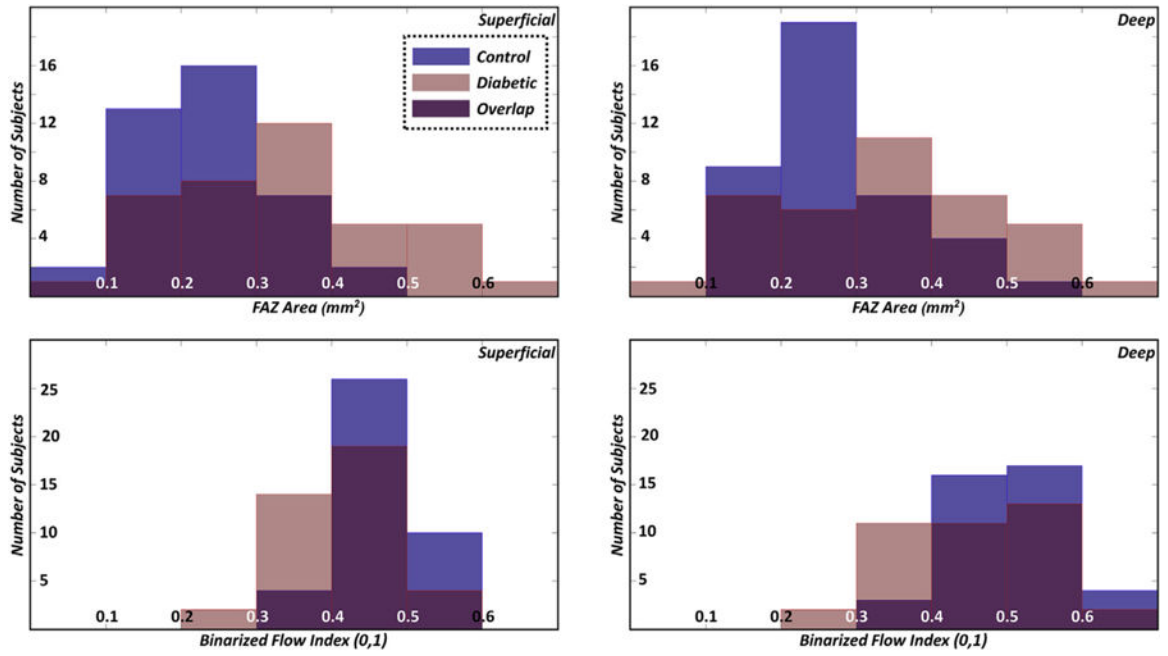 Superficial
Control
Diabetic
Overlap
Number of Subjects
16
12
8
4
0.1 0.2 0.3 0.4 0.5 0.6
FAZ Area (mm²)
Deep
Number of Subjects
16
12
8
4
0.1 0.2 0.3 0.4 0.5 0.6
FAZ Area (mm²)
Superficial
Number of Subjects
25
20
15
10
5
0.1 0.2 0.3 0.4 0.5 0.6
Binarized Flow Index (0,1)
Deep
Number of Subjects
25
20
15
10
5
0.1 0.2 0.3 0.4 0.5 0.6
Binarized Flow Index (0,1)